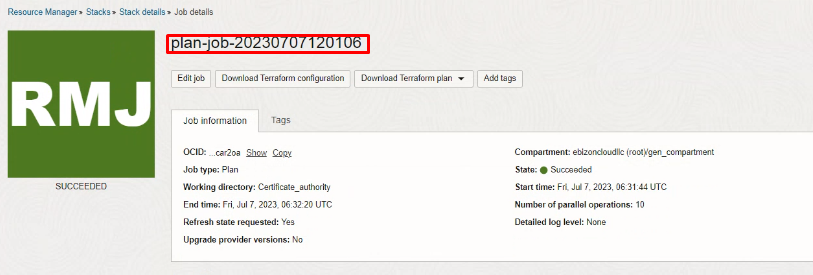 Resource Manager » Stacks » Stack details » Job details
plan-job-20230707120106
RMJ
SUCCEEDED
Edit job Download Terraform configuration Download Terraform plan Add tags
Job information Tags
OCID: ...car2oa Show Copy
Job type: Plan
Working directory: Certificate_authority
End time: Fri, Jul 7, 2023, 06:32:20 UTC
Refresh state requested: Yes
Upgrade provider versions: No
Compartment: ebizoncloudllc (root)/gen_compartment
State: Succeeded
Start time: Fri, Jul 7, 2023, 06:31:44 UTC
Number of parallel operations: 10
Detailed log level: None